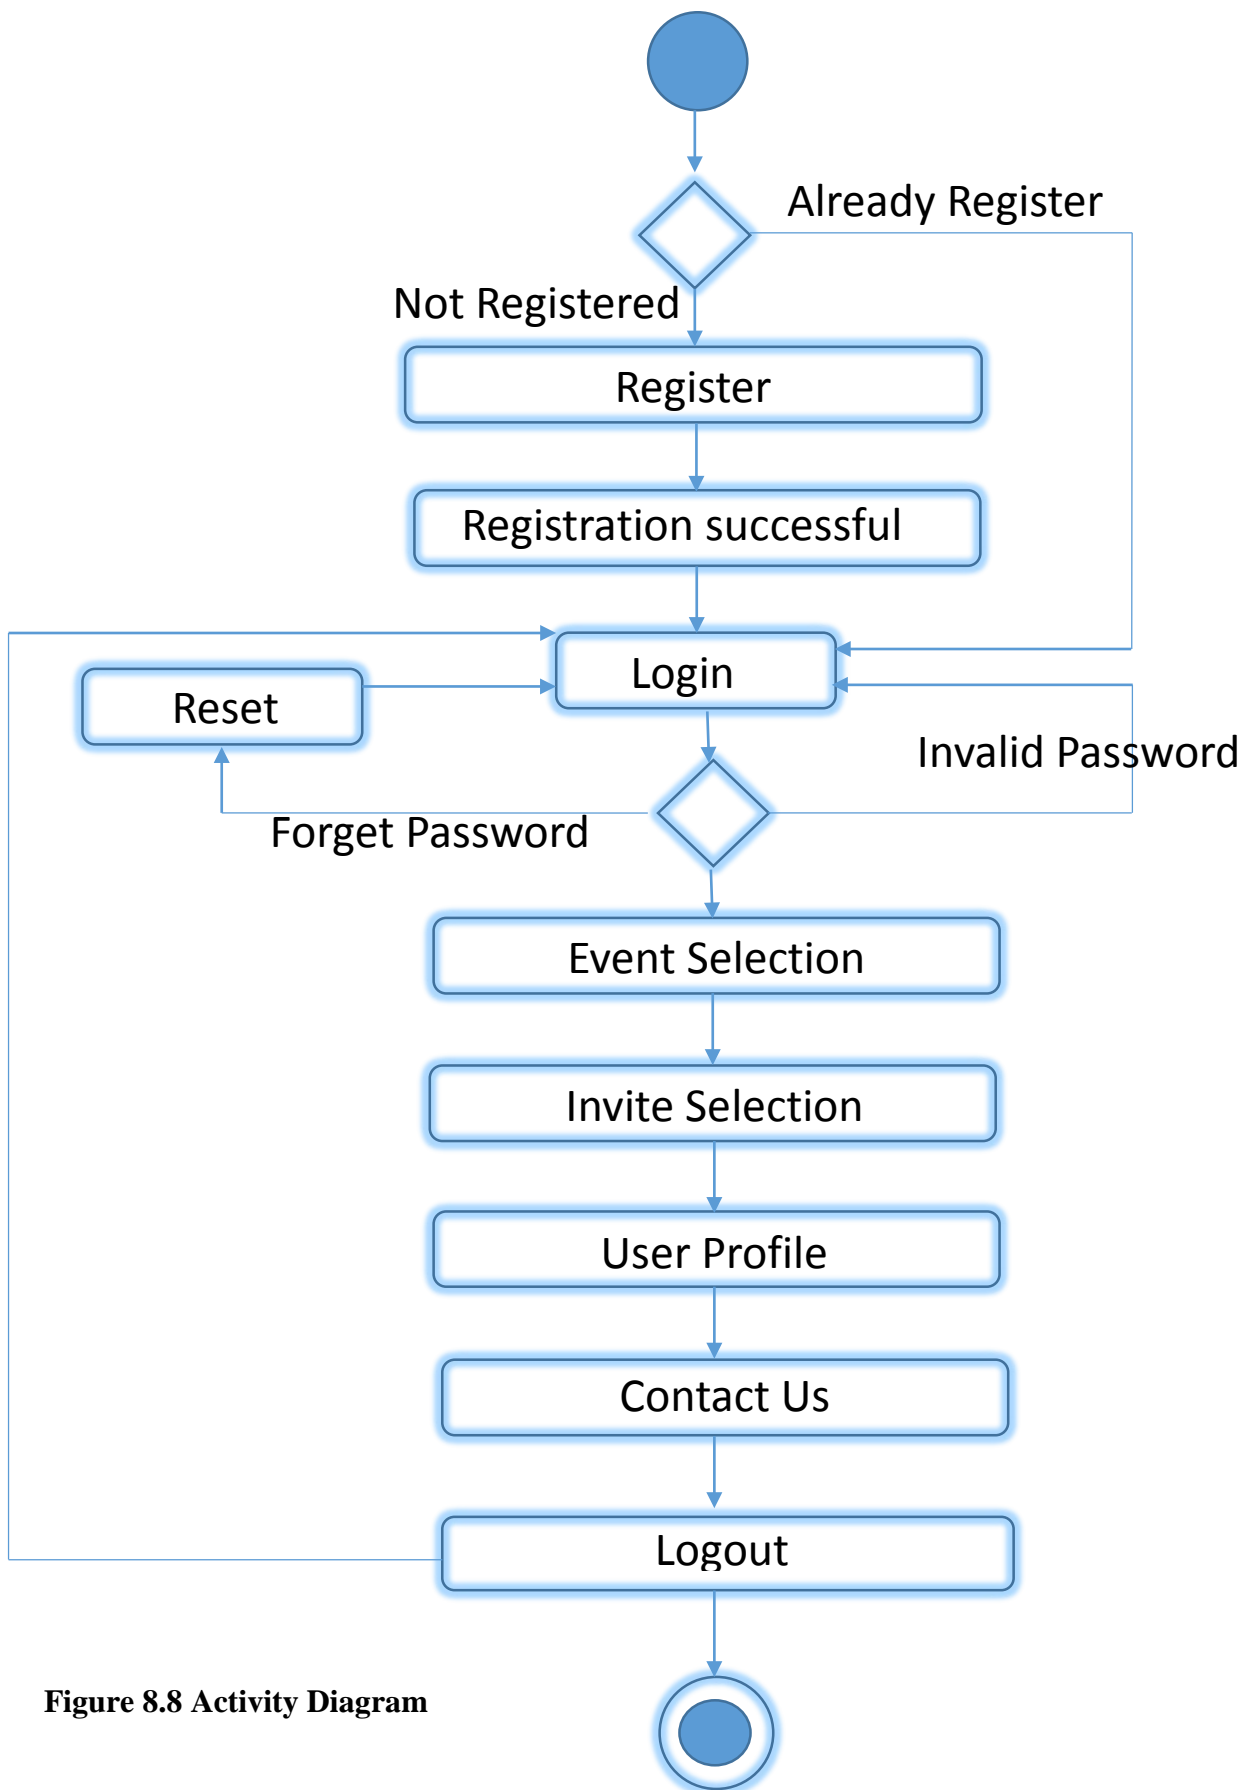 Already Register
Not Registered
Register
Registration successful
Login
Reset
Invalid Password
Forget Password
Event Selection
Invite Selection
User Profile
Contact Us
Logout
Figure 8.8 Activity Diagram